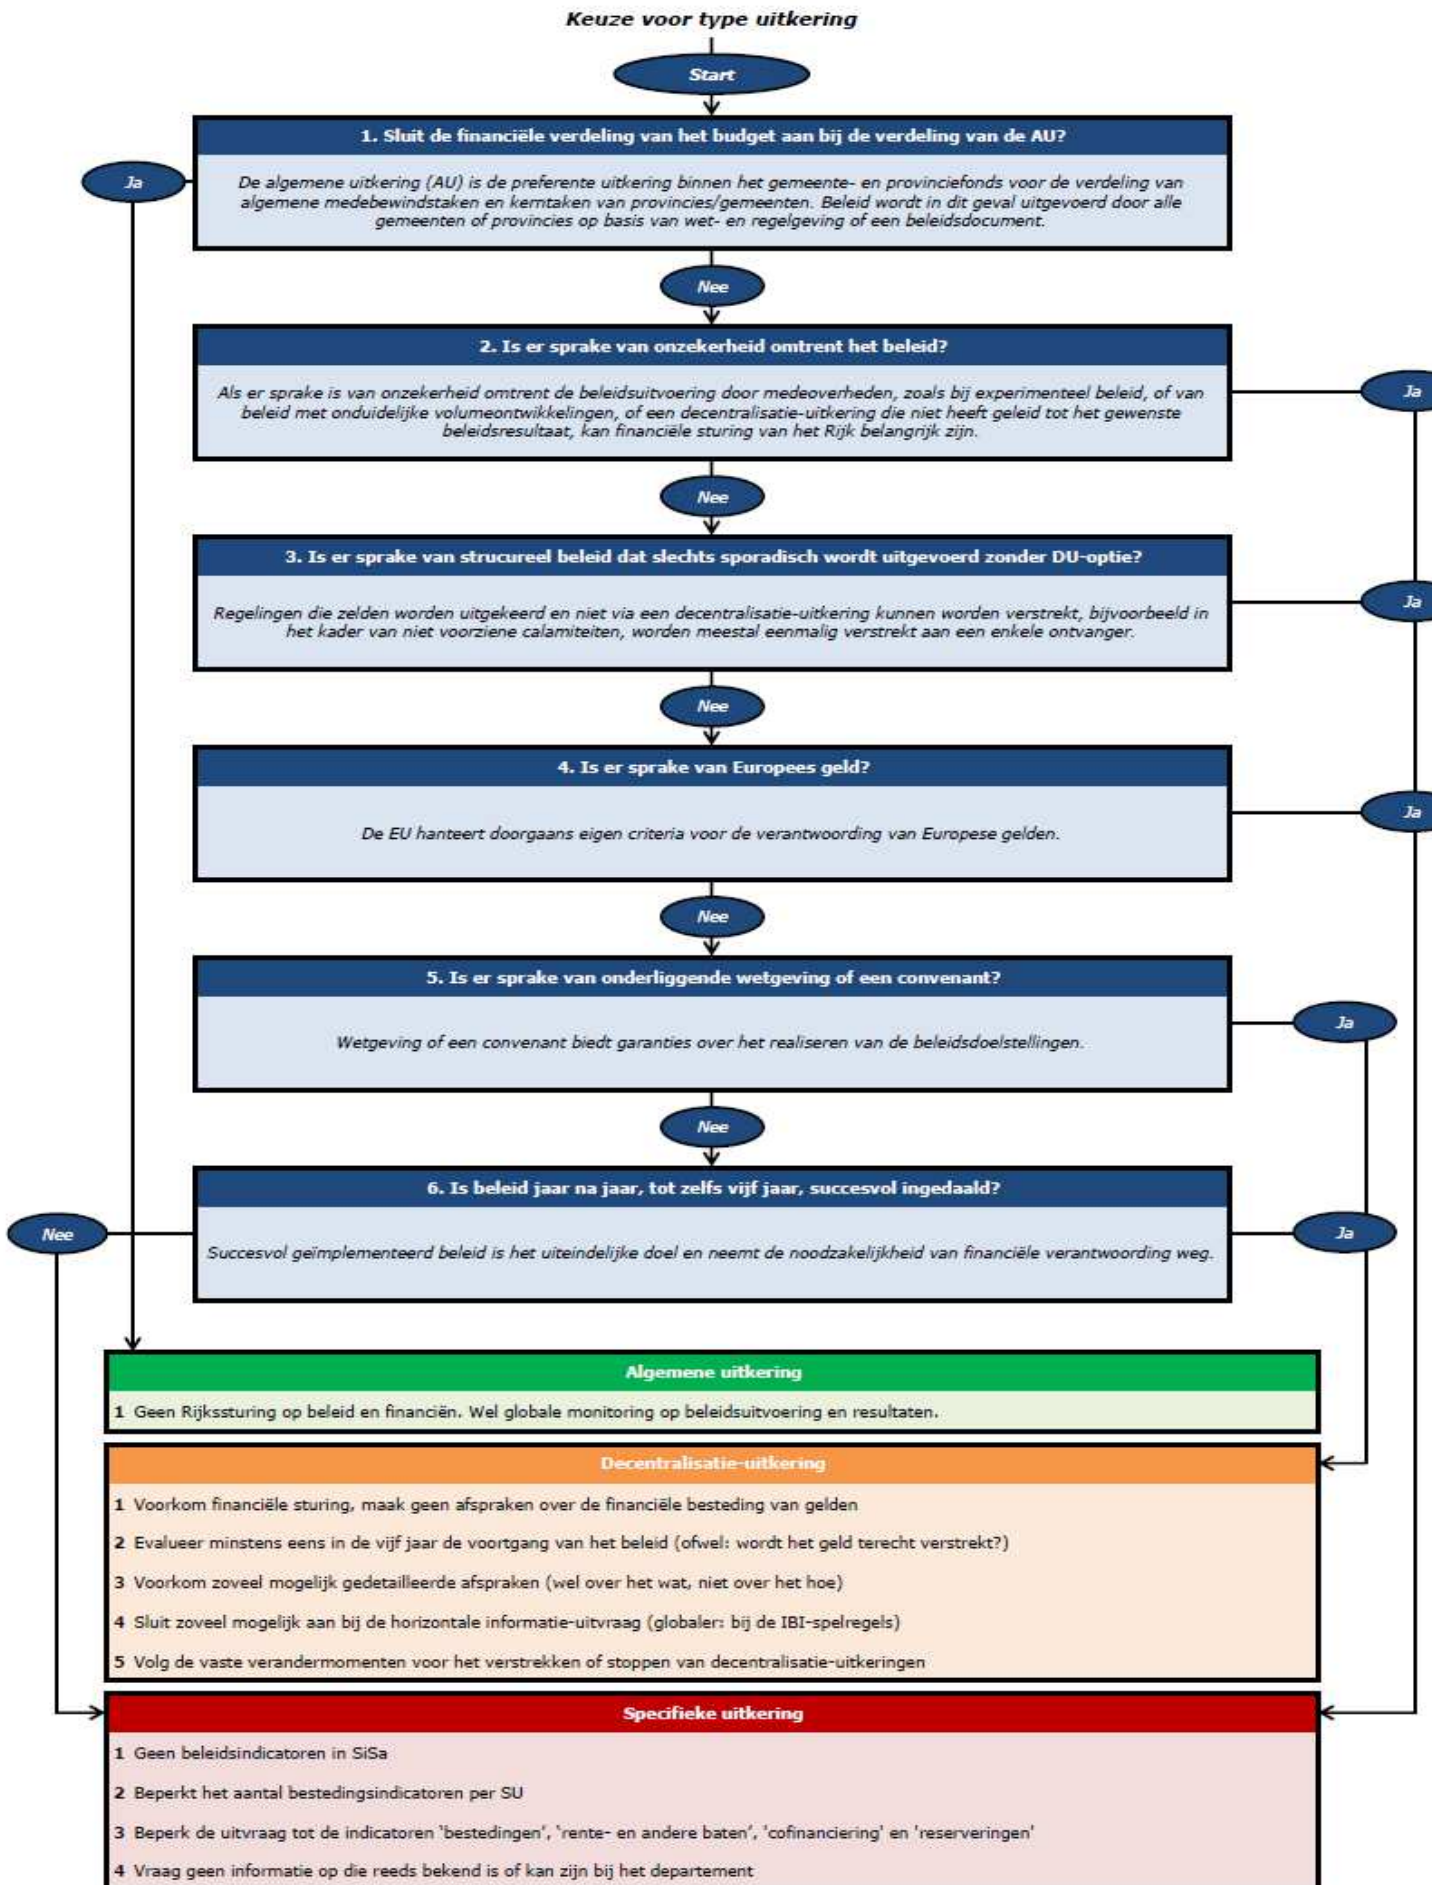 Keuze voor type uitkering
Start
1. Sluit de financiële verdeling van het budget aan bij de verdeling van de AU?
Ja
De algemene uitkering (AU) is de preferente uitkering binnen het gemeente- en provinciefonds voor de verdeling van
algemene medebewindstaken en kerntaken van provincies/gemeenten. Beleid wordt in dit geval uitgevoerd door alle
gemeenten of provincies op basis van wet- en regelgeving of een beleidsdocument.
Nee
2. Is er sprake van onzekerheid omtrent het beleid?
Als er sprake is van onzekerheid omtrent de beleidsuitvoering door medeoverheden, zoals bij experimenteel beleid, of van
beleid met onduidelijke volumeontwikkelingen, of een decentralisatie-uitkering die niet heeft geleid tot het gewenste
beleidsresultaat, kan financiële sturing van het Rijk belangrijk zijn.
Ja
Nee
3. Is er sprake van strucureel beleid dat slechts sporadisch wordt uitgevoerd zonder DU-optie?
Regelingen die zelden worden uitgekeerd en niet via een decentralisatie-uitkering kunnen worden verstrekt, bijvoorbeeld in
het kader van niet voorziene calamiteiten, worden meestal eenmalig verstrekt aan een enkele ontvanger.
Ja
Nee
4. Is er sprake van Europees geld?
De EU hanteert doorgaans eigen criteria voor de verantwoording van Europese gelden.
Ja
Nee
5. Is er sprake van onderliggende wetgeving of een convenant?
Wetgeving of een convenant biedt garanties over het realiseren van de beleidsdoelstellingen.
Ja
Nee
6. Is beleid jaar na jaar, tot zelfs vijf jaar, succesvol ingedaald?
Nee
Succesvol geïmplementeerd beleid is het uiteindelijke doel en neemt de noodzakelijkheid van financiële verantwoording weg.
Ja
Algemene uitkering
1 Geen Rijkssturing op beleid en financiën. Wel globale monitoring op beleidsuitvoering en resultaten.
Decentralisatie-uitkering
1 Voorkom financiële sturing, maak geen afspraken over de financiële besteding van gelden
2 Evalueer minstens eens in de vijf jaar de voortgang van het beleid (ofwel: wordt het geld terecht verstrekt?)
3 Voorkom zoveel mogelijk gedetailleerde afspraken (wel over het wat, niet over het hoe)
4 Sluit zoveel mogelijk aan bij de horizontale informatie-uitvraag (globaler: bij de IBI-spelregels)
5 Volg de vaste verandermomenten voor het verstrekken of stoppen van decentralisatie-uitkeringen
Specifieke uitkering
1 Geen beleidsindicatoren in SiSa
2 Beperkt het aantal bestedingsindicatoren per SU
3 Beperk de uitvraag tot de indicatoren 'bestedingen', 'rente- en andere baten', 'cofinanciering' en 'reserveringen'
4 Vraag geen informatie op die reeds bekend is of kan zijn bij het departement